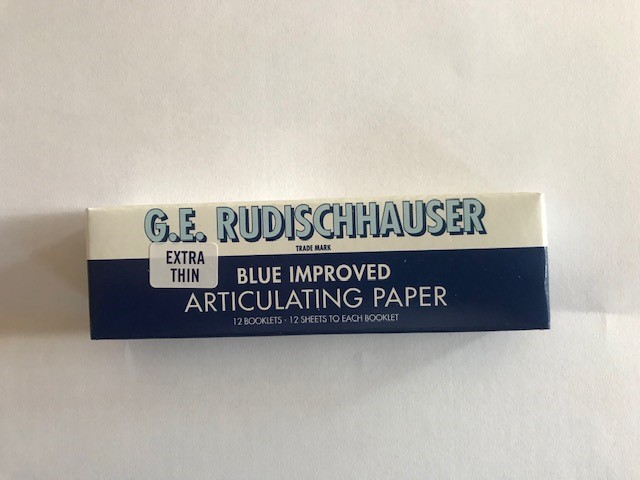 G.E. RUDISCHHAUSER
TRADE MARK
EXTRA
THIN
BLUE IMPROVED
ARTICULATING PAPER
12 BOOKLETS - 12 SHEETS TO EACH BOOKLET